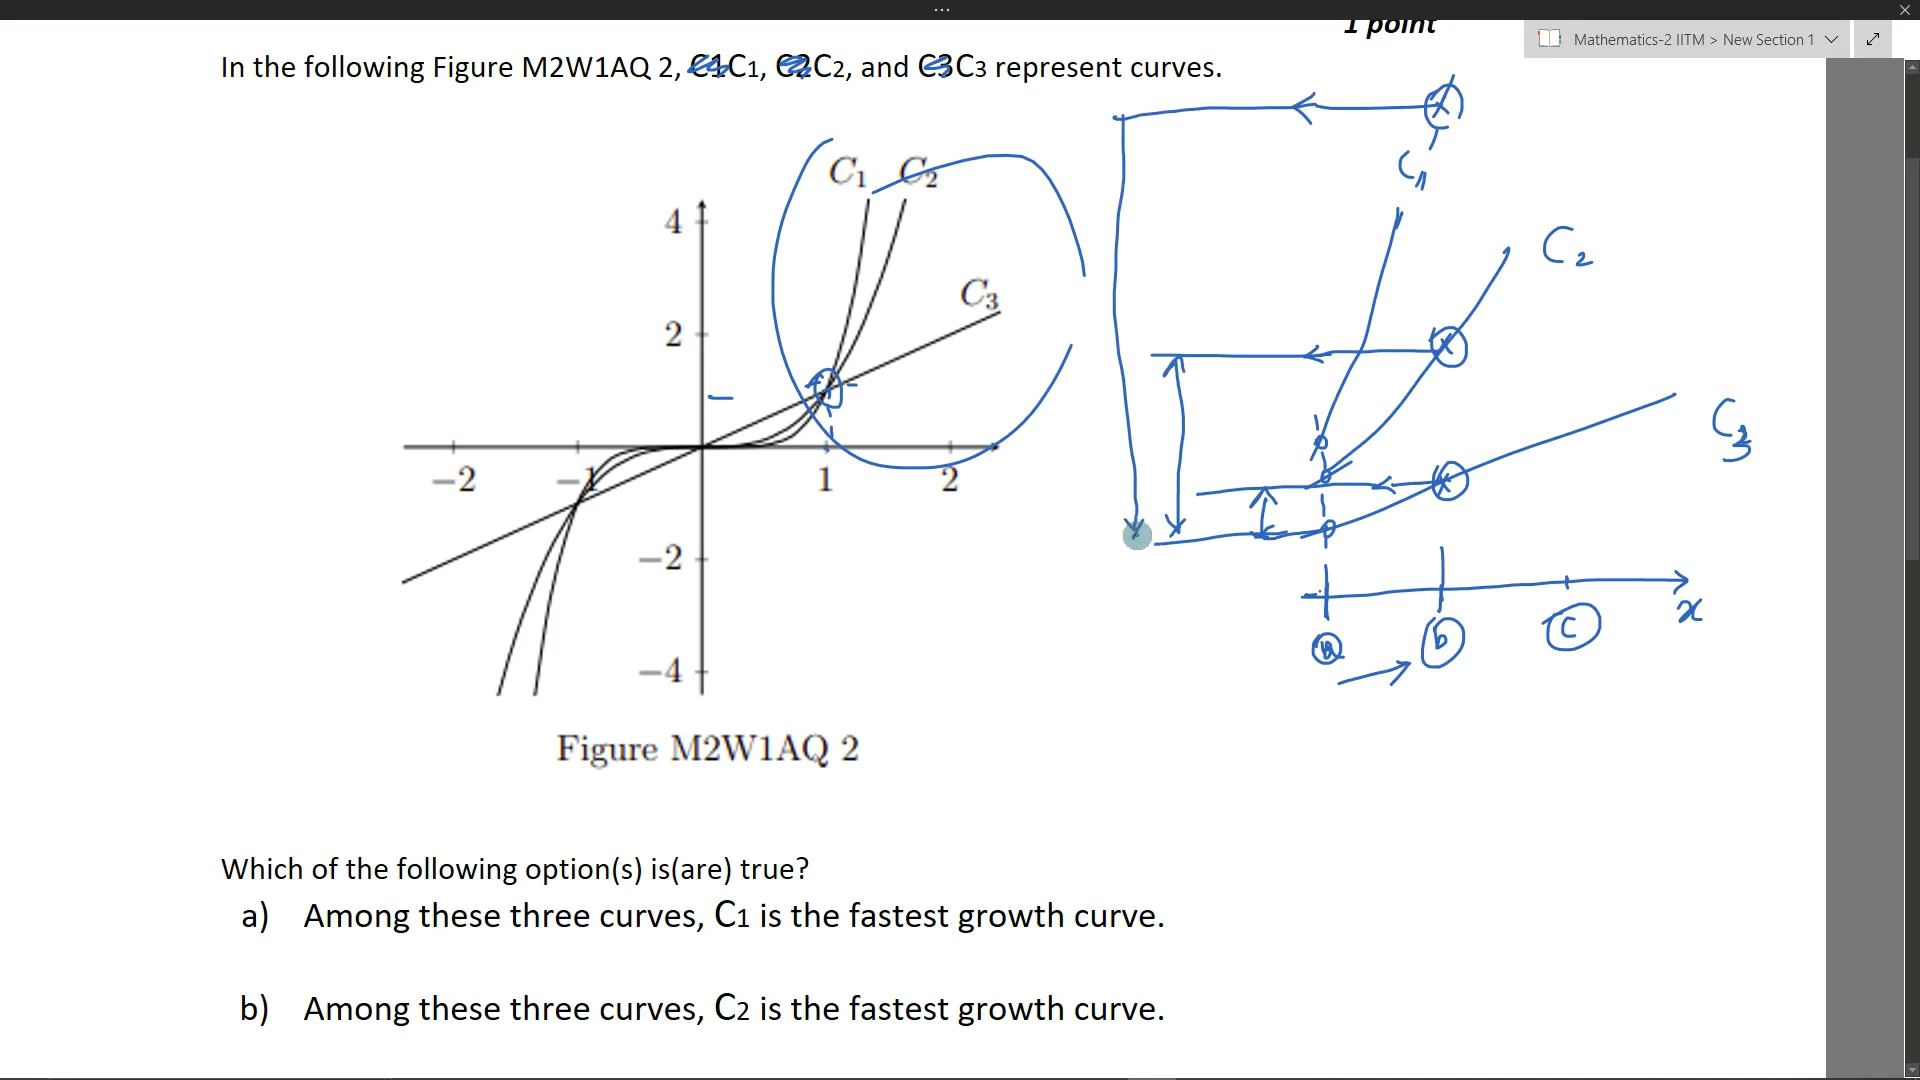 1 point
Mathematics-2 IITM > New Section 1
In the following Figure M2W1AQ 2, C1C1, C2C2, and C3C3 represent curves.
C1
C1 C2
C2
4
C3
2
C3
−2 −1 1 2
−2
a b c x
−4
Figure M2W1AQ 2
Which of the following option(s) is(are) true?
a) Among these three curves, C1 is the fastest growth curve.
b) Among these three curves, C2 is the fastest growth curve.